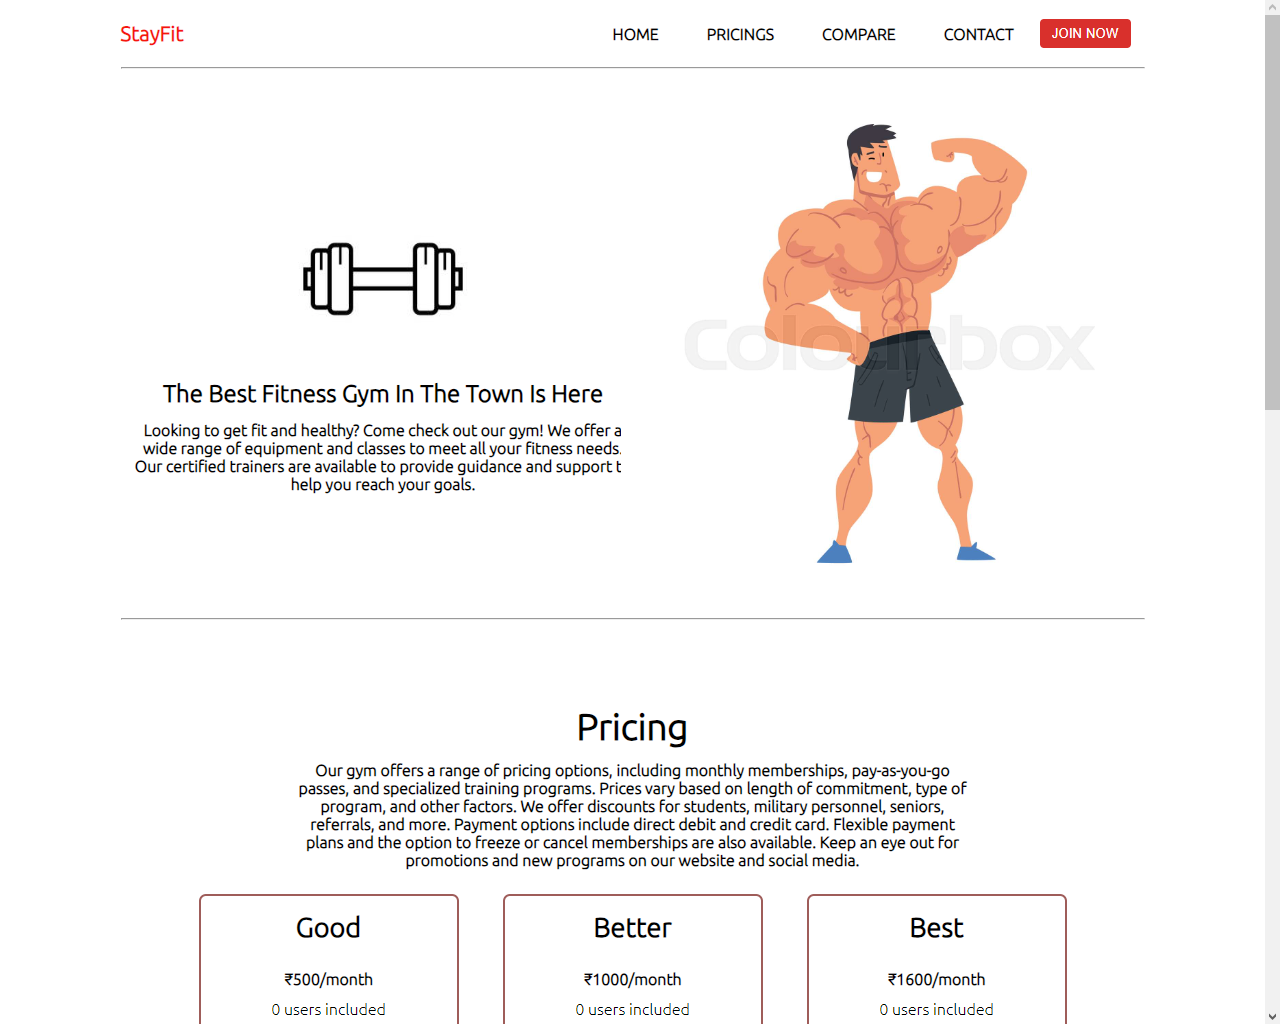 StayFit
HOME PRICINGS COMPARE CONTACT JOIN NOW
Colourbox
The Best Fitness Gym In The Town Is Here
Looking to get fit and healthy? Come check out our gym! We offer a
wide range of equipment and classes to meet all your fitness needs.
Our certified trainers are available to provide guidance and support t
help you reach your goals.
Pricing
Our gym offers a range of pricing options, including monthly memberships, pay-as-you-go
passes, and specialized training programs. Prices vary based on length of commitment, type of
program, and other factors. We offer discounts for students, military personnel, seniors,
referrals, and more. Payment options include direct debit and credit card. Flexible payment
plans and the option to freeze or cancel memberships are also available. Keep an eye out for
promotions and new programs on our website and social media.
Good
₹500/month
0 users included
Better
₹1000/month
0 users included
Best
₹1600/month
0 users included